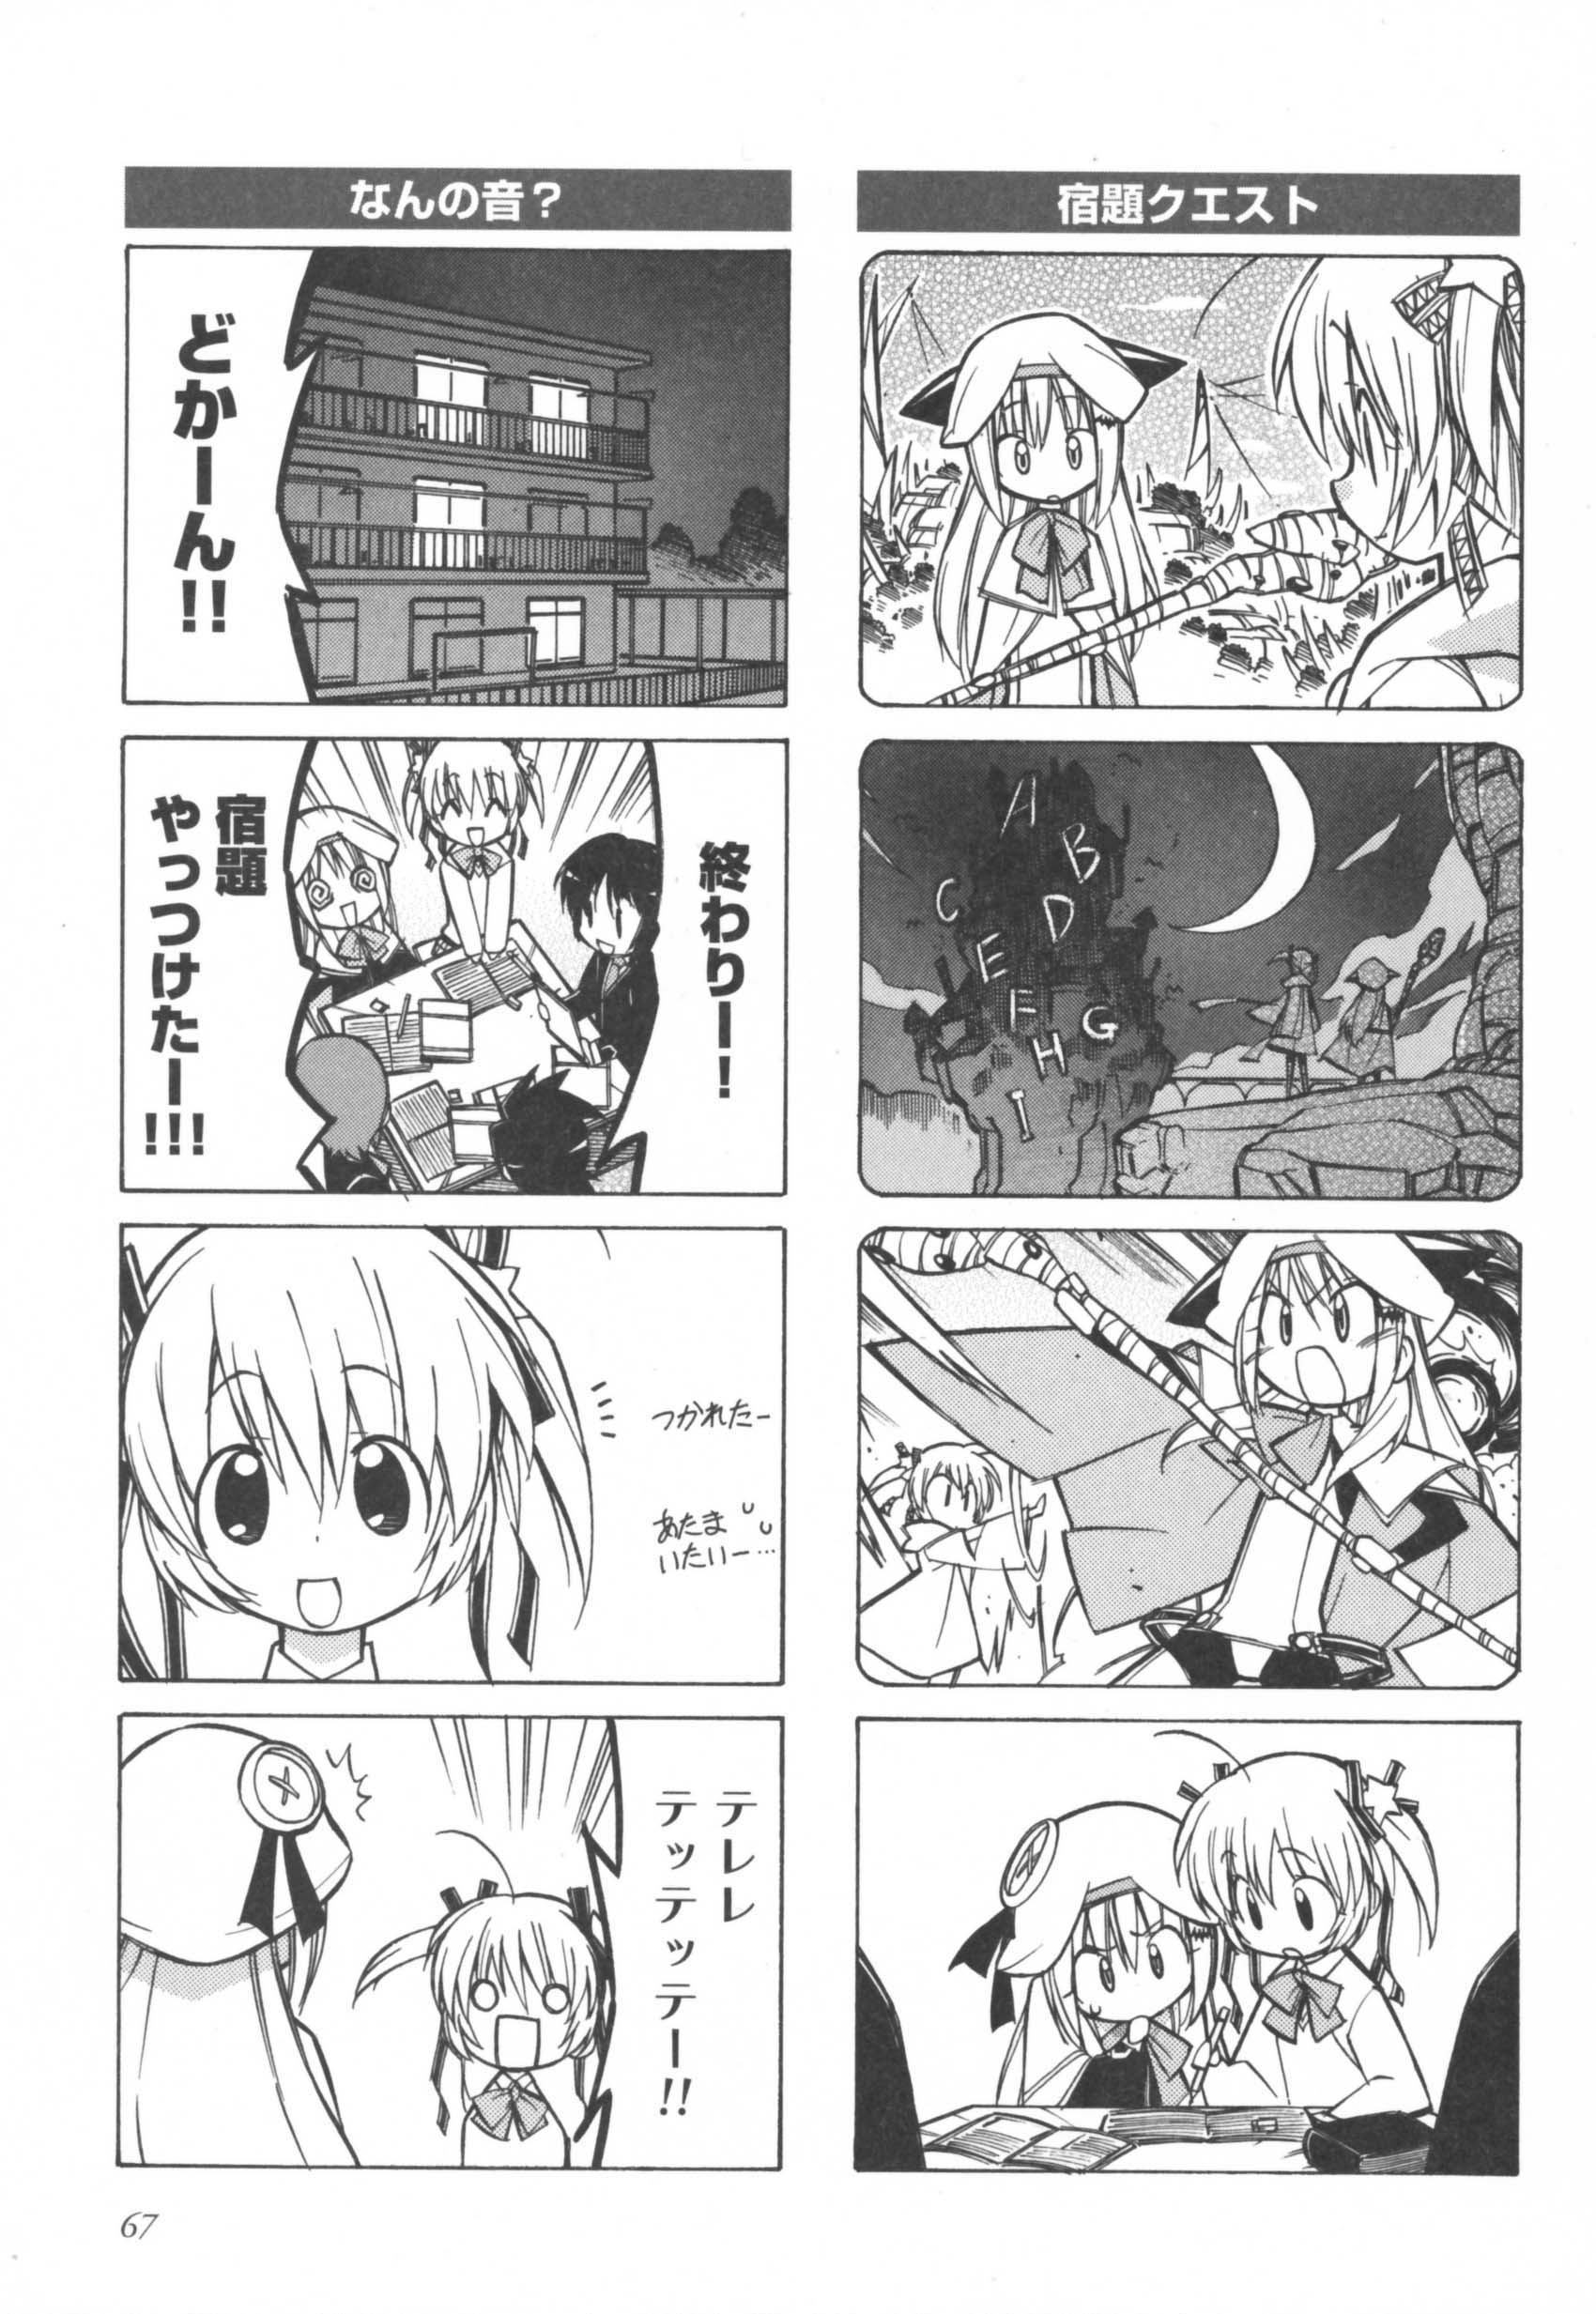 宿題クエスト
A
B
C
D
E
F
G
H
I
なんの音？
どかーん!!
終わりー！
宿題
やっつけたー!!!
つかれたー
あたま
いたいー…
テレレ
テッテッテー!!
67